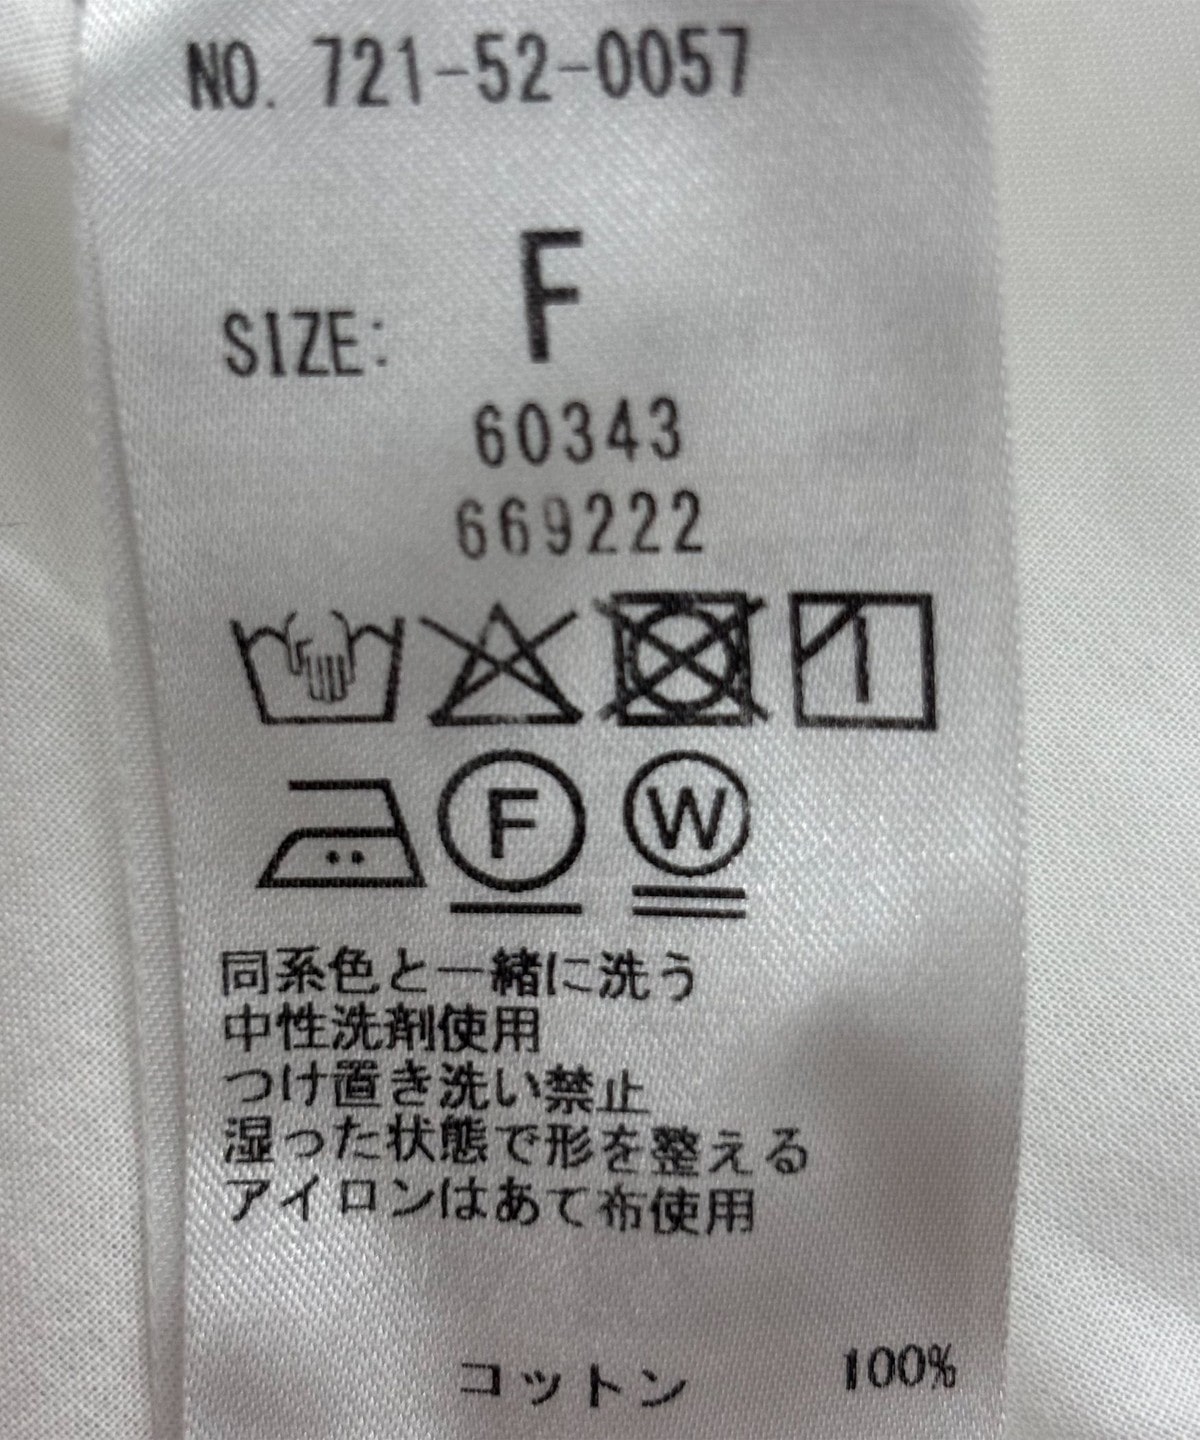 NO. 721-52-0057
SIZE: F
60343
669222
F W
同系色と一緒に洗う
中性洗剤使用
つけ置き洗い禁止
湿った状態で形を整える
アイロンはあて布使用
コットン 100%